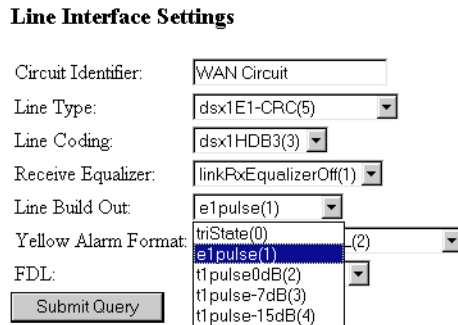 Line Interface Settings
Circuit Identifier: WAN Circuit
Line Type: dsx1E1-CRC(5)
Line Coding: dsx1HDB3(3)
Receive Equalizer: linkRxEqualizerOff(1)
Line Build Out: e1pulse(1)
triState(0)
Yellow Alarm Format: (2)
e1pulse(1)
FDL: t1pulse0dB(2)
t1pulse-7dB(3)
Submit Query
t1pulse-15dB(4)